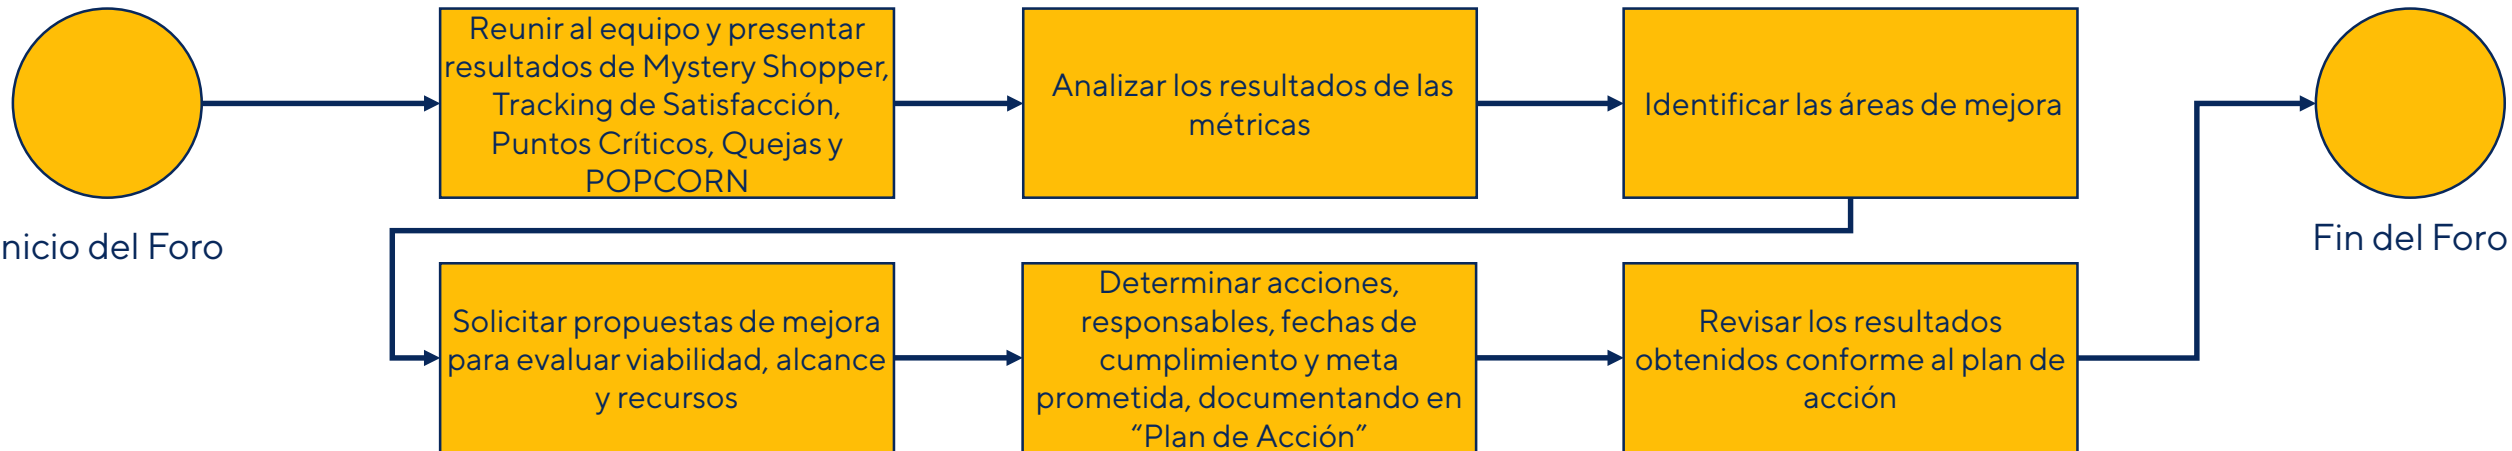 Reunir al equipo y presentar
resultados de Mystery Shopper,
Tracking de Satisfacción,
Puntos Críticos, Quejas y
POPCORN
Analizar los resultados de las
métricas
Identificar las áreas de mejora
nicio del Foro
Fin del Foro
Solicitar propuestas de mejora
para evaluar viabilidad, alcance
y recursos
Determinar acciones,
responsables, fechas de
cumplimiento y meta
prometida, documentando en
“Plan de Acción”
Revisar los resultados
obtenidos conforme al plan de
acción